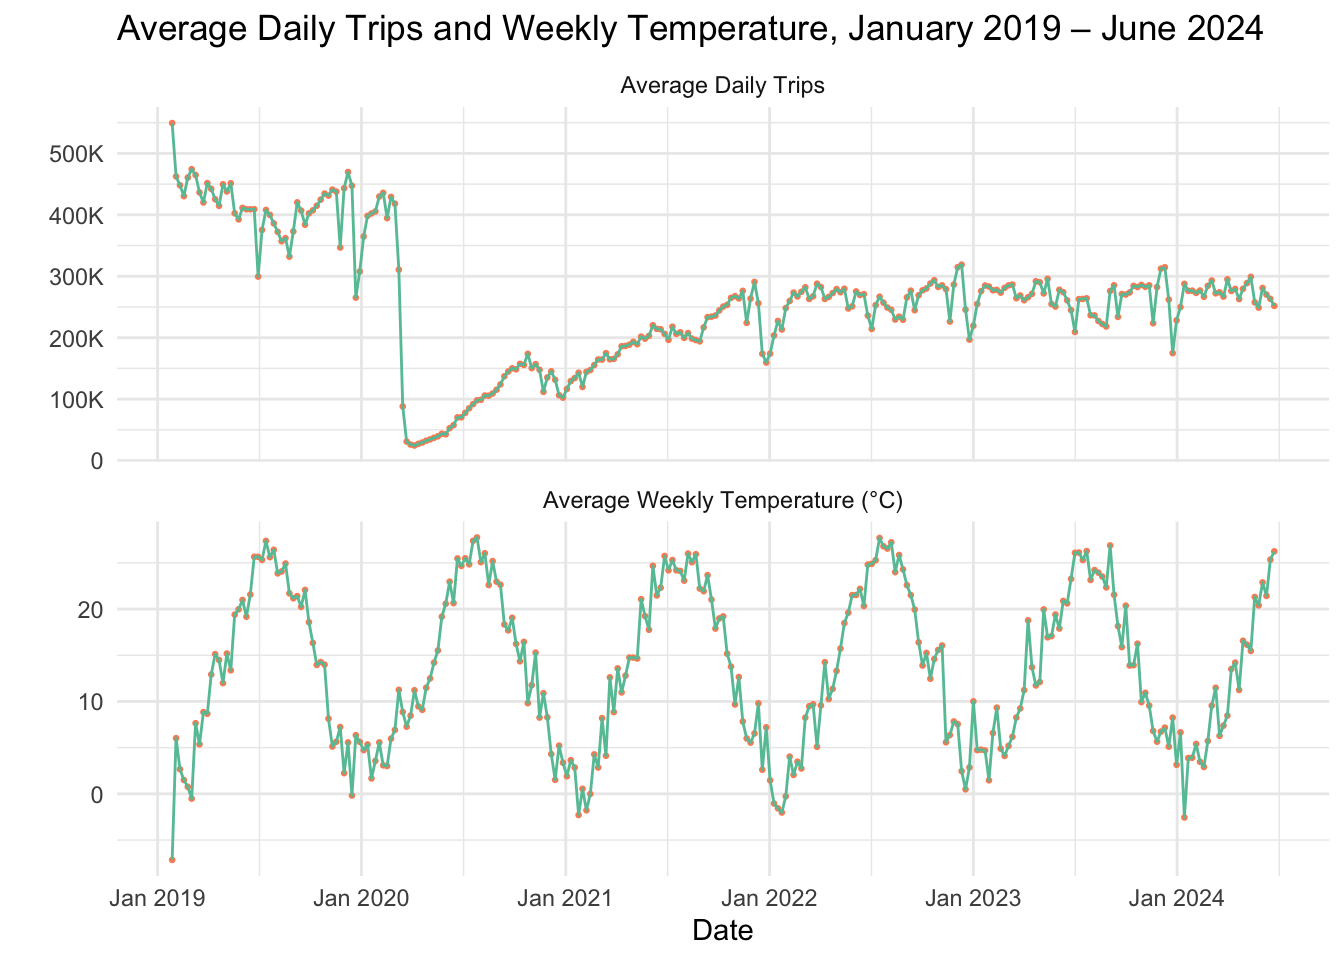 Average Daily Trips and Weekly Temperature, January 2019 – June 2024
Average Daily Trips
500K
400K
300K
200K
100K
0
Average Weekly Temperature (°C)
20
10
0
Jan 2019 Jan 2020 Jan 2021 Jan 2022 Jan 2023 Jan 2024
Date